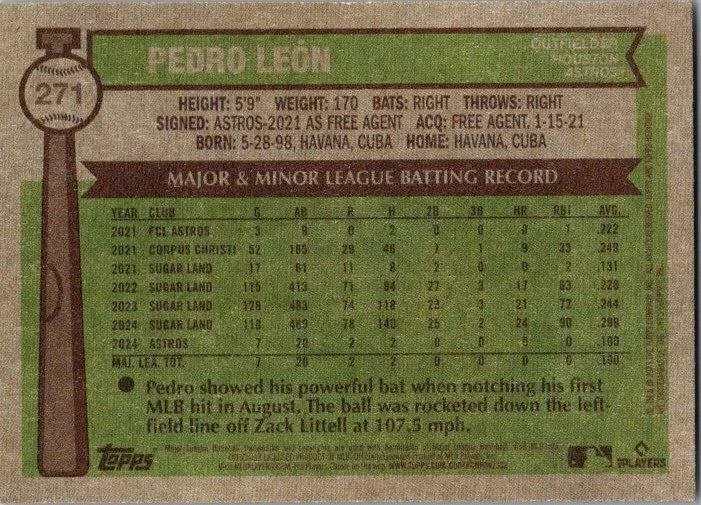 271
PEDRO LEÓN
OUTFIELDER
HOUSTON
ASTROS
HEIGHT: 5'9" WEIGHT: 170 BATS: RIGHT THROWS: RIGHT
SIGNED: ASTROS-2021 AS FREE AGENT ACQ: FREE AGENT, 1-15-21
BORN: 5-28-98, HAVANA, CUBA HOME: HAVANA, CUBA
MAJOR & MINOR LEAGUE BATTING RECORD
YEAR CLUB G AB R H 2B 3B HR RBI AVG.
2021 FCL ASTROS 3 9 0 2 0 0 0 1 .222
2021 CORPUS CHRISTI 52 185 29 46 7 1 9 33 .249
2021 SUGAR LAND 17 61 11 8 2 0 0 2 .131
2022 SUGAR LAND 115 413 71 94 27 3 17 63 .228
2023 SUGAR LAND 128 483 74 118 23 3 21 72 .244
2024 SUGAR LAND 118 469 78 140 25 2 24 90 .299
2024 ASTROS 7 20 2 2 0 0 0 0 .100
MAJ. LEA. TOT. 7 20 2 2 0 0 0 0 .100
Pedro showed his powerful bat when notching his first
MLB hit in August. The ball was rocketed down the left-
field line off Zack Littell at 107.5 mph.
Topps
PLAYERS